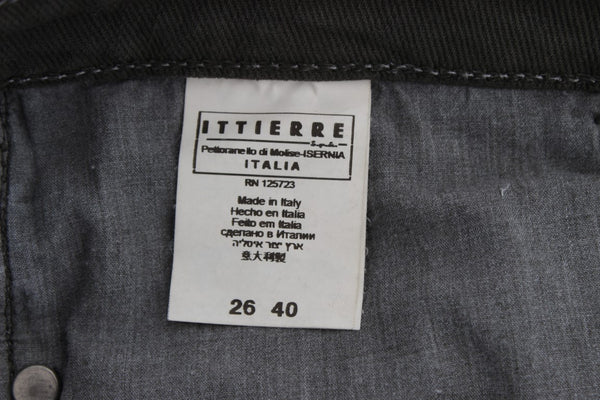 ITTIERRE
S.p.A.
Pettoranello di Molise-ISERNIA
ITALIA
RN 125723
Made in Italy
Hecho en Italia
Feito em Italia
сделано в Италии
ארץ יצור איטליה
意大利製
26 40